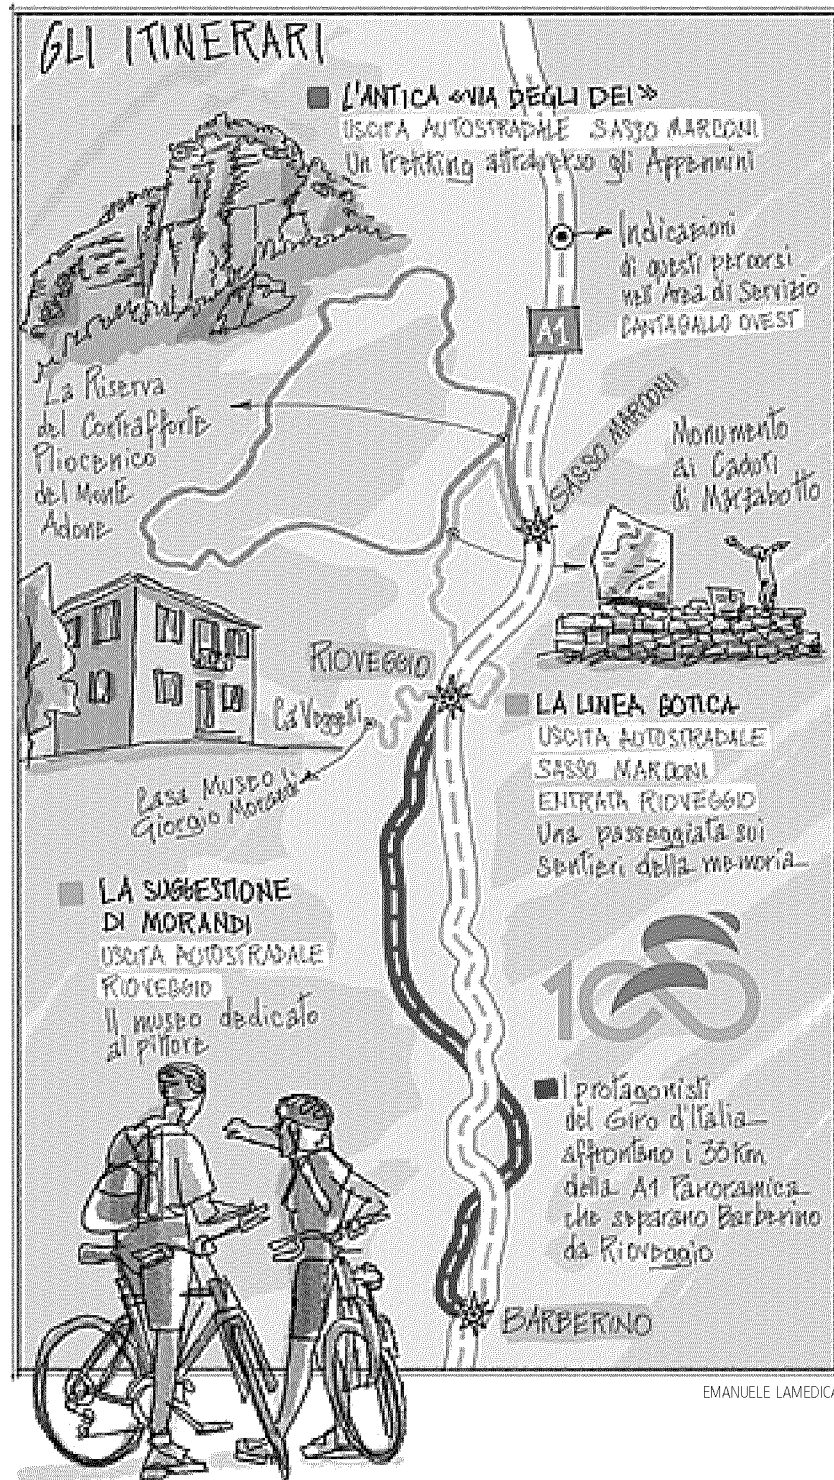 GLI ITINERARI
L'ANTICA «VIA DEGLI DEI»
USCITA AUTOSTRADALE SASSO MARCONI
Un trekking attraverso gli Appennini
Indicazioni
di questi percorsi
nell'Area di Servizio
CANTAGALLO OVEST
A1
SASSO MARCONI
La Riserva
del Contrafforte
Pliocenico
del Monte
Adone
Monumento
ai Caduti
di Marzabotto
RIOVEGGIO
Ca' Veggetti
Casa Museo
Giorgio Morandi
LA LINEA GOTICA
USCITA AUTOSTRADALE
SASSO MARCONI
ENTRATA RIOVEGGIO
Una passeggiata sui
sentieri della memoria
LA SUGGESTIONE
DI MORANDI
USCITA AUTOSTRADALE
RIOVEGGIO
Il museo dedicato
al pittore
100
I protagonisti
del Giro d'Italia
affrontano i 33 Km
della A1 Panoramica
che separano Barberino
da Rioveggio
BARBERINO
EMANUELE LAMEDICA